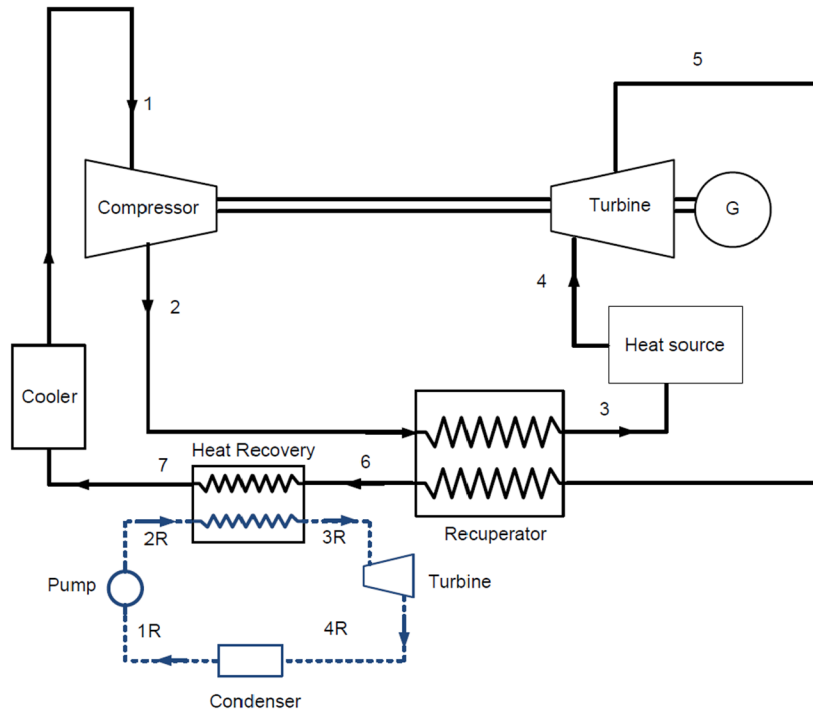 5
1
Compressor
Turbine
G
4
2
Heat source
Cooler
3
Heat Recovery
7
6
2R
3R
Recuperator
Pump
Turbine
1R
4R
Condenser